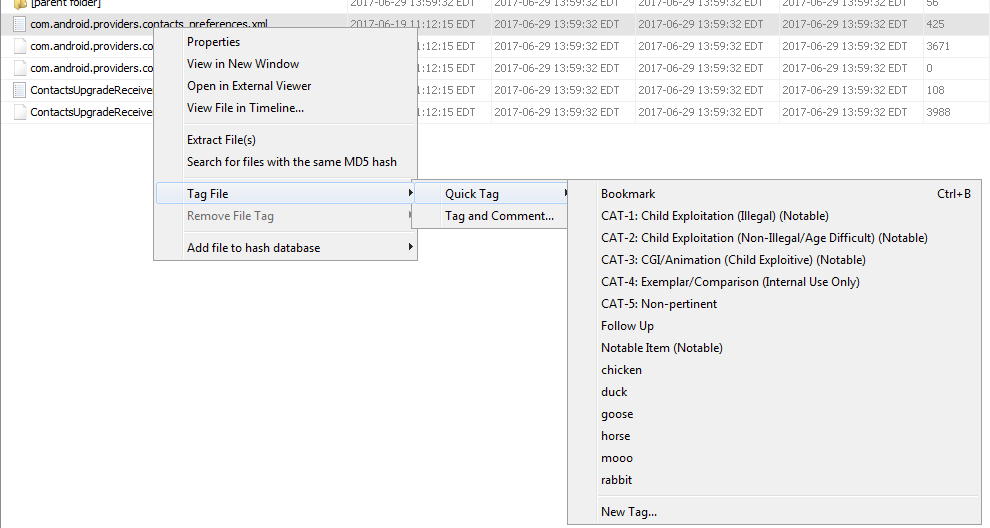 [parent folder] 2017-06-29 13:59:32 EDT 2017-06-29 13:59:32 EDT 2017-06-29 13:59:32 EDT 2017-06-29 13:59:32 EDT 56
com.android.providers.contacts_preferences.xml 2017-06-19 11:12:15 EDT 2017-06-29 13:59:32 EDT 2017-06-29 13:59:32 EDT 2017-06-29 13:59:32 EDT 425
com.android.providers.co 11:12:15 EDT 2017-06-29 13:59:32 EDT 2017-06-29 13:59:32 EDT 2017-06-29 13:59:32 EDT 3671
com.android.providers.co 11:12:15 EDT 2017-06-29 13:59:32 EDT 2017-06-29 13:59:32 EDT 2017-06-29 13:59:32 EDT 0
ContactsUpgradeReceiver 11:12:15 EDT 2017-06-29 13:59:32 EDT 2017-06-29 13:59:32 EDT 2017-06-29 13:59:32 EDT 108
ContactsUpgradeReceiver 11:12:15 EDT 2017-06-29 13:59:32 EDT 2017-06-29 13:59:32 EDT 2017-06-29 13:59:32 EDT 3988
Properties
View in New Window
Open in External Viewer
View File in Timeline...
Extract File(s)
Search for files with the same MD5 hash
Tag File
Remove File Tag
Add file to hash database
Quick Tag
Tag and Comment...
Bookmark Ctrl+B
CAT-1: Child Exploitation (Illegal) (Notable)
CAT-2: Child Exploitation (Non-Illegal/Age Difficult) (Notable)
CAT-3: CGI/Animation (Child Exploitive) (Notable)
CAT-4: Exemplar/Comparison (Internal Use Only)
CAT-5: Non-pertinent
Follow Up
Notable Item (Notable)
chicken
duck
goose
horse
mooo
rabbit
New Tag...